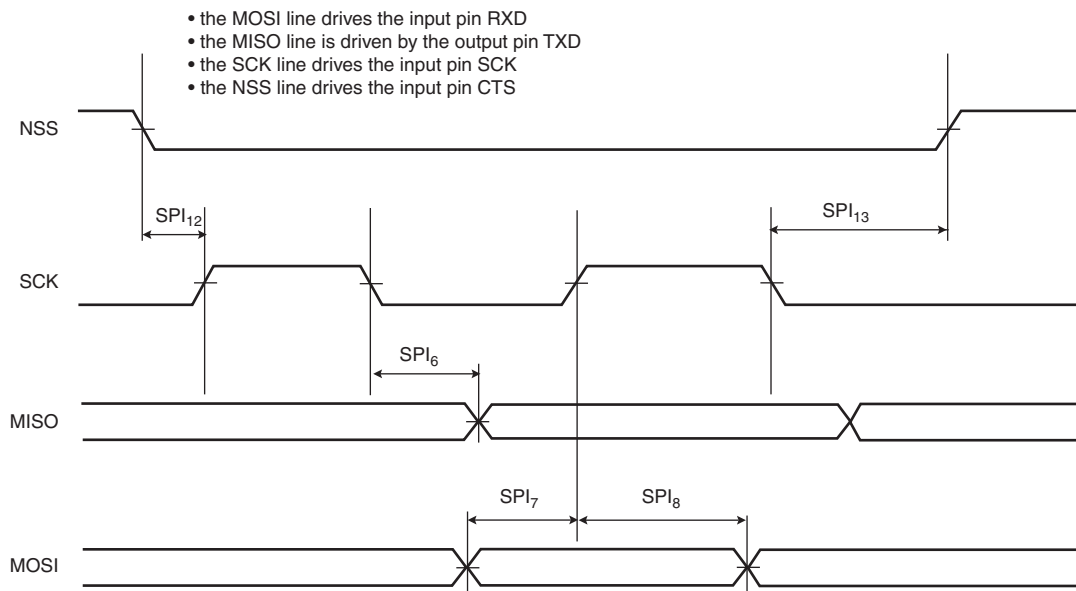 • the MOSI line drives the input pin RXD
• the MISO line is driven by the output pin TXD
• the SCK line drives the input pin SCK
• the NSS line drives the input pin CTS
NSS
SPI12
SPI13
SCK
SPI6
MISO
SPI7
SPI8
MOSI